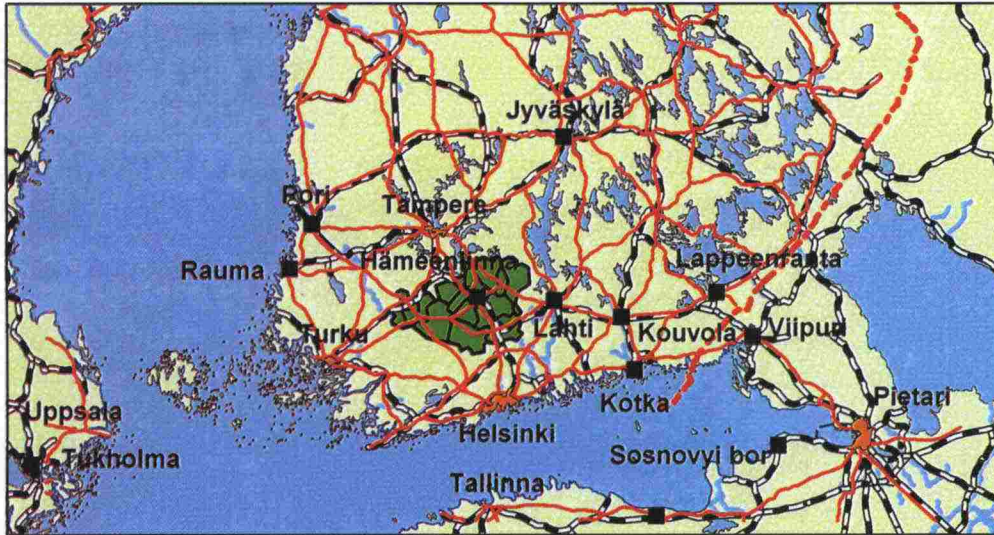 Jyväskylä
Pori
Tampere
Rauma
Hämeenlinna
Lappeenranta
Turku
Lahti
Kouvola
Viipuri
Kotka
Pietari
Uppsala
Helsinki
Tukholma
Sosnovyi bor
Tallinna